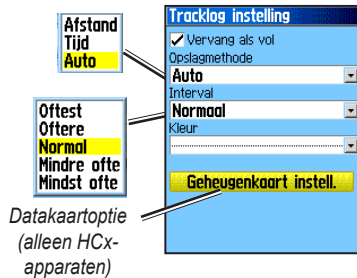 Afstand
Tijd
Auto
Oftest
Oftere
Normal
Mindre ofte
Mindst ofte
Datakaartoptie
(alleen HCx-
apparaten)
Tracklog instelling
Vervang als vol
Opslagmethode
Auto
Interval
Normaal
Kleur
Geheugenkaart instell.